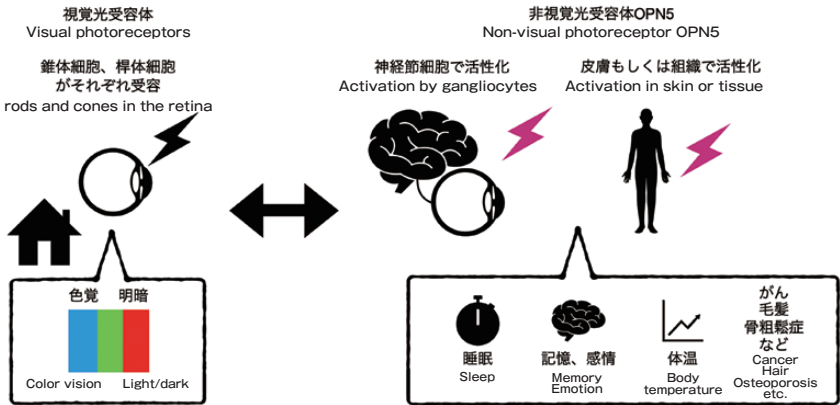 視覚光受容体
Visual photoreceptors
錐体細胞、桿体細胞
がそれぞれ受容
rods and cones in the retina
色覚 明暗
Color vision Light/dark
非視覚光受容体OPN5
Non-visual photoreceptor OPN5
神経節細胞で活性化
Activation by gangliocytes
皮膚もしくは組織で活性化
Activation in skin or tissue
睡眠
Sleep
記憶、感情
Memory
Emotion
体温
Body
temperature
がん
毛髪
骨粗鬆症
など
Cancer
Hair
Osteoporosis
etc.